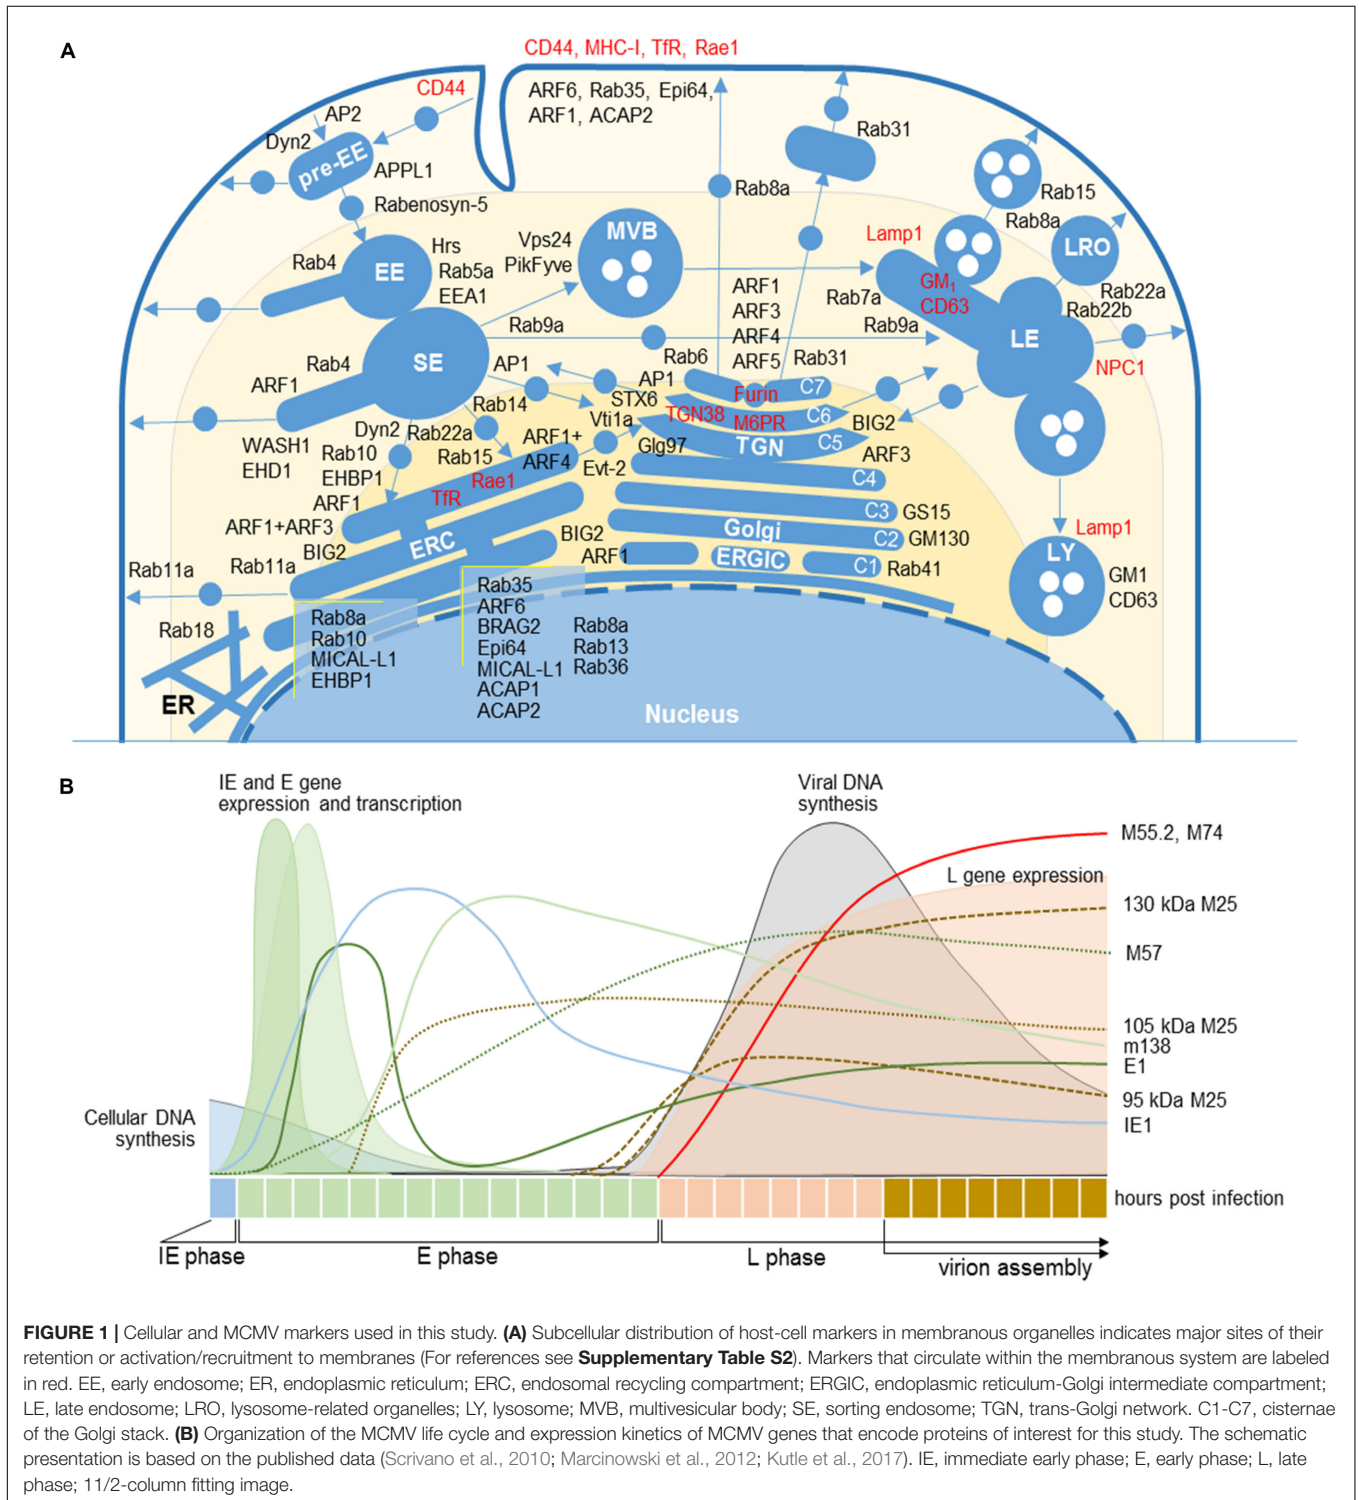 A
CD44, MHC-I, TfR, Rae1
CD44
ARF6, Rab35, Epi64,
ARF1, ACAP2
AP2
Dyn2
pre-EE
APPL1
Rabenosyn-5
Rab31
Rab8a
Rab15
Rab8a
LRO
Rab22a
Rab22b
Lamp1
GM1
CD63
Rab7a
Rab9a
LE
NPC1
Vps24
PikFyve
MVB
Hrs
Rab5a
EEA1
EE
Rab4
Rab9a
SE
Rab4
ARF1
AP1
ARF1
ARF3
ARF4
ARF5
Rab6
AP1
Rab31
STX6
Vti1a
Furin
C7
TGN38
M6PR
C6
TGN
C5
BIG2
ARF3
Glg97
C4
C3
GS15
Golgi
C2
GM130
ERGIC
C1
Rab41
WASH1
EHD1
Dyn2
Rab10
EHBP1
ARF1
Rab14
Rab22a
Rab15
ARF1+
ARF4
Evt-2
Rae1
TfR
ARF1+ARF3
BIG2
ERC
BIG2
ARF1
Rab11a
Rab11a
Lamp1
LY
GM1
CD63
Rab18
ER
Rab8a
Rab10
MICAL-L1
EHBP1
Rab35
ARF6
BRAG2
Epi64
MICAL-L1
ACAP1
ACAP2
Rab8a
Rab13
Rab36
Nucleus
B
IE and E gene
expression and transcription
Viral DNA
synthesis
M55.2, M74
L gene expression
130 kDa M25
M57
105 kDa M25
m138
E1
95 kDa M25
IE1
Cellular DNA
synthesis
hours post infection
IE phase
E phase
L phase
virion assembly
FIGURE 1 | Cellular and MCMV markers used in this study. (A) Subcellular distribution of host-cell markers in membranous organelles indicates major sites of their
retention or activation/recruitment to membranes (For references see Supplementary Table S2). Markers that circulate within the membranous system are labeled
in red. EE, early endosome; ER, endoplasmic reticulum; ERC, endosomal recycling compartment; ERGIC, endoplasmic reticulum-Golgi intermediate compartment;
LE, late endosome; LRO, lysosome-related organelles; LY, lysosome; MVB, multivesicular body; SE, sorting endosome; TGN, trans-Golgi network. C1-C7, cisternae
of the Golgi stack. (B) Organization of the MCMV life cycle and expression kinetics of MCMV genes that encode proteins of interest for this study. The schematic
presentation is based on the published data (Scrivano et al., 2010; Marcinowski et al., 2012; Kutle et al., 2017). IE, immediate early phase; E, early phase; L, late
phase; 11/2-column fitting image.